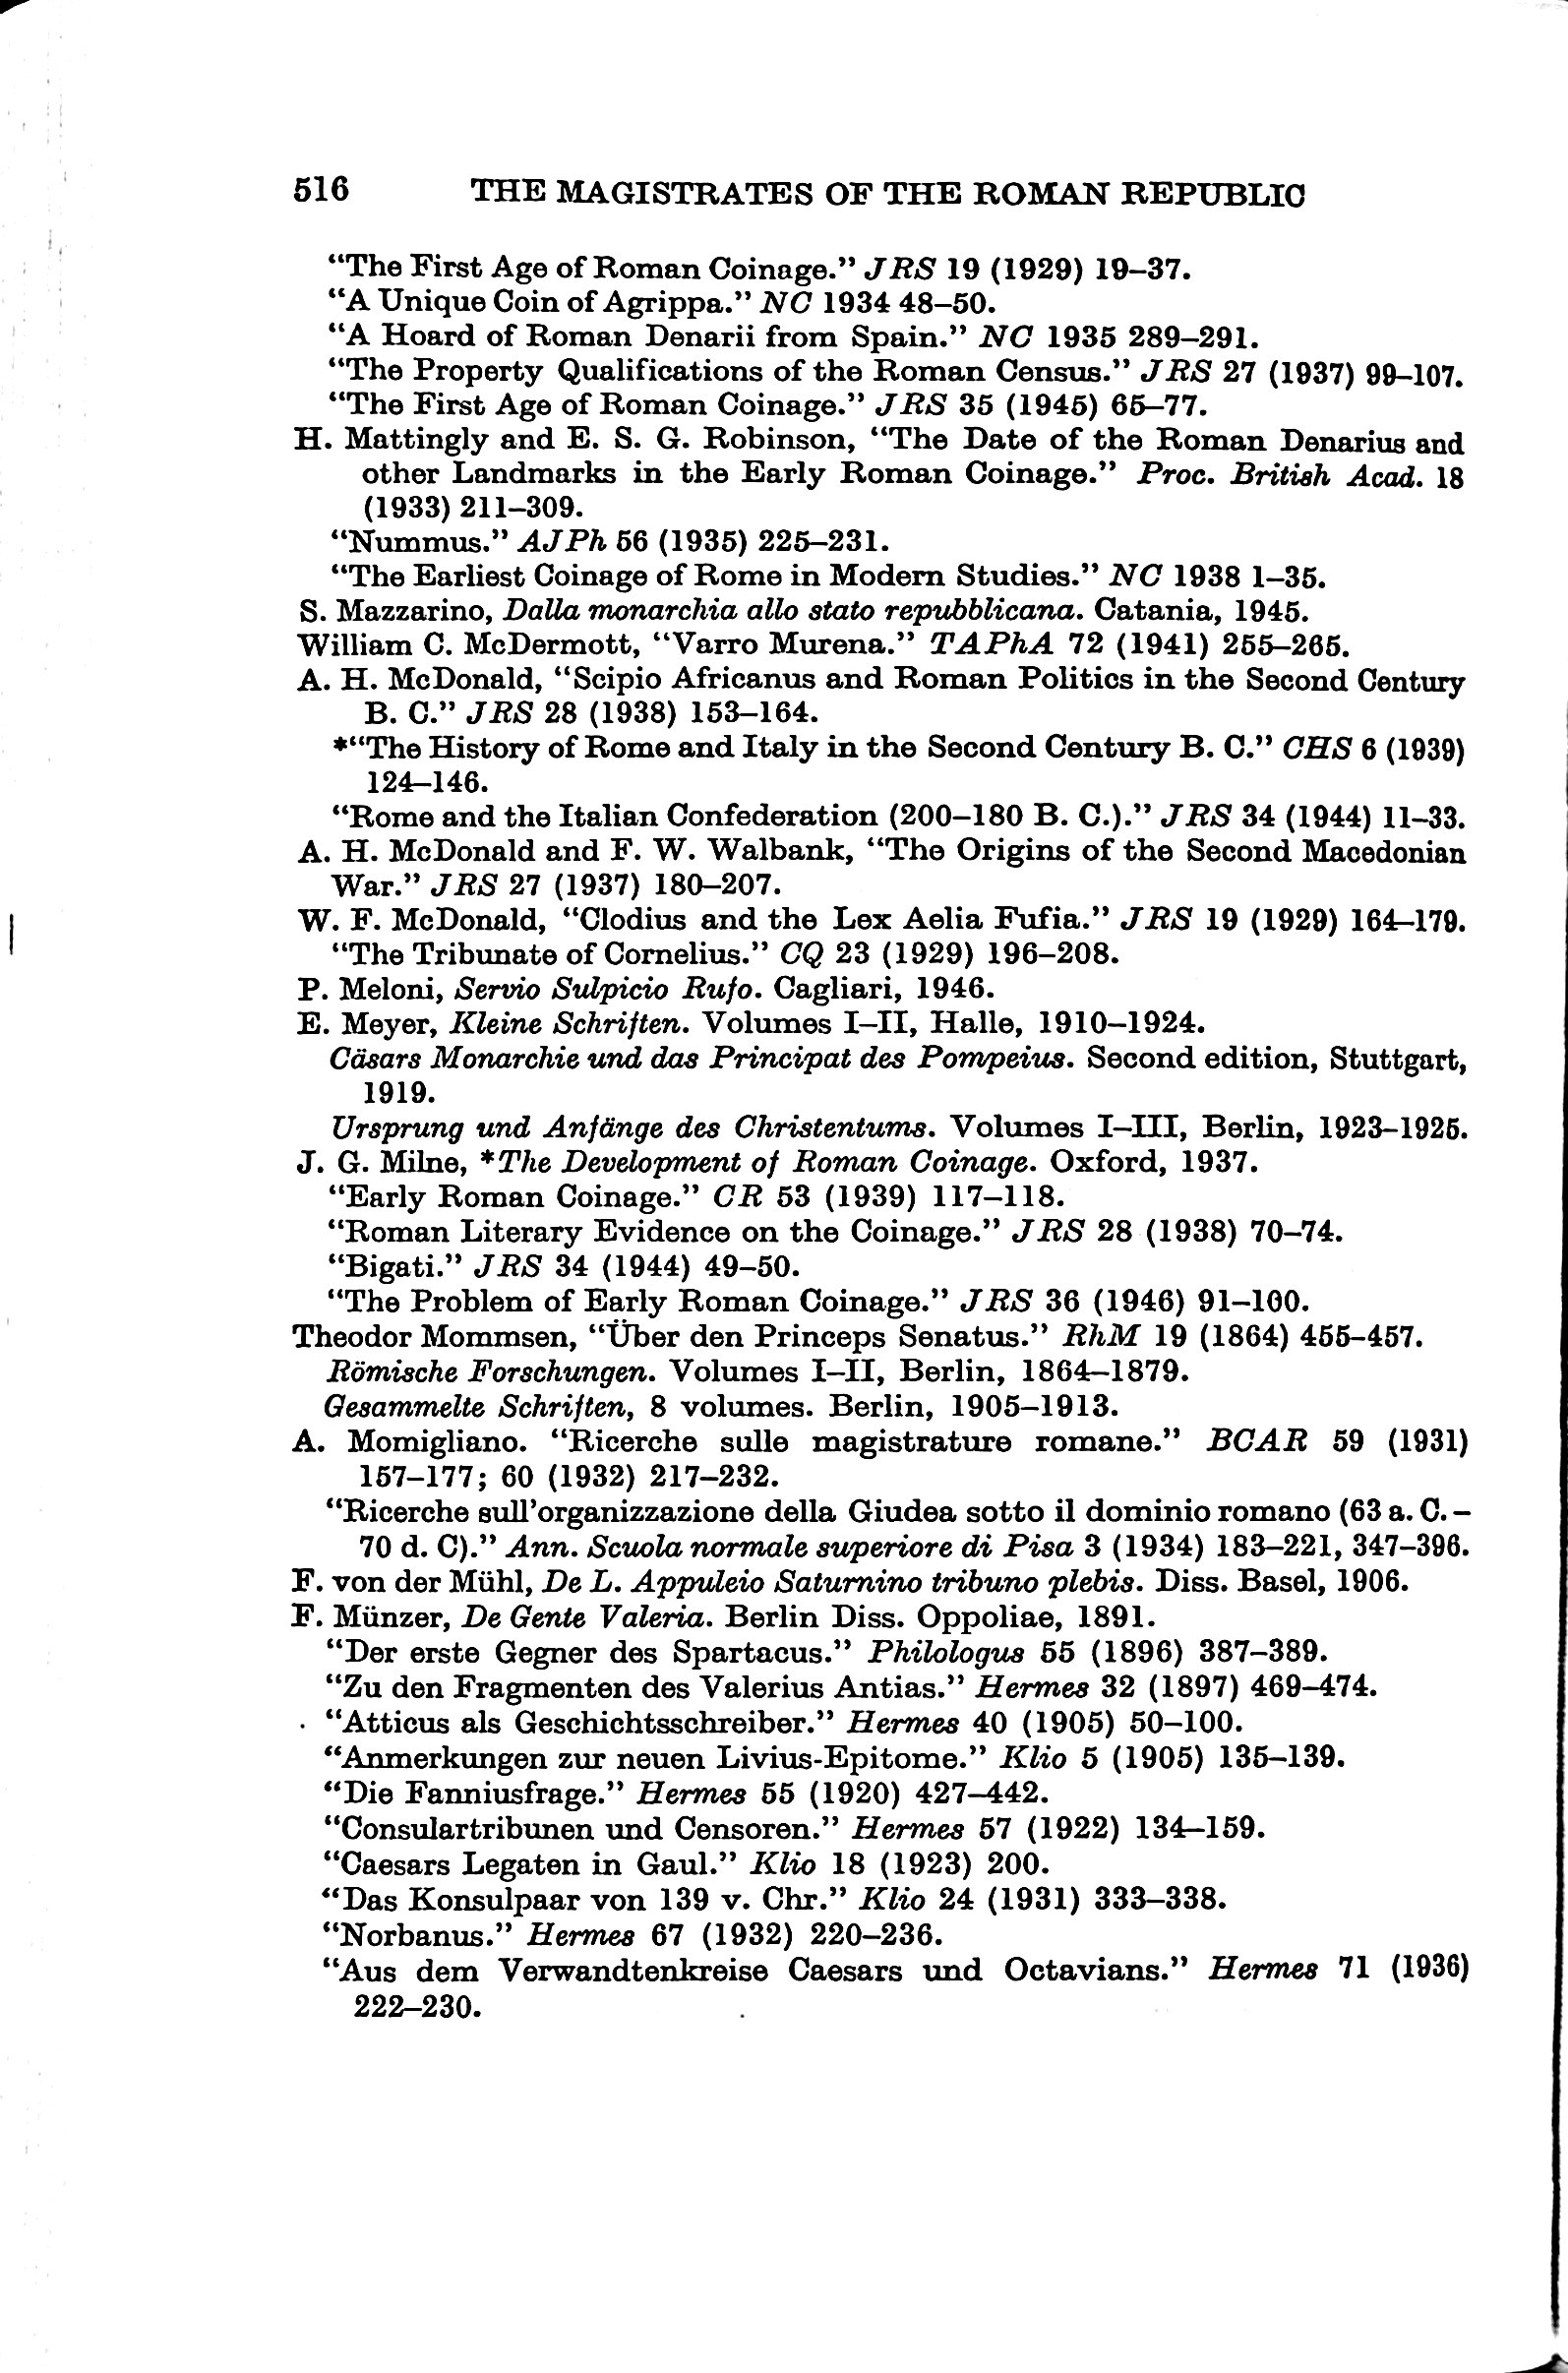 516 THE MAGISTRATES OF THE ROMAN REPUBLIC
“The First Age of Roman Coinage.” JRS 19 (1929) 19–37.
“A Unique Coin of Agrippa.” NC 1934 48–50.
“A Hoard of Roman Denarii from Spain.” NC 1935 289–291.
“The Property Qualifications of the Roman Census.” JRS 27 (1937) 99–107.
“The First Age of Roman Coinage.” JRS 35 (1945) 65–77.
H. Mattingly and E. S. G. Robinson, “The Date of the Roman Denarius and
other Landmarks in the Early Roman Coinage.” Proc. British Acad. 18
(1933) 211–309.
“Nummus.” AJPh 56 (1935) 225–231.
“The Earliest Coinage of Rome in Modern Studies.” NC 1938 1–35.
S. Mazzarino, Dalla monarchia allo stato repubblicana. Catania, 1945.
William C. McDermott, “Varro Murena.” TAPhA 72 (1941) 255–265.
A. H. McDonald, “Scipio Africanus and Roman Politics in the Second Century
B. C.” JRS 28 (1938) 153–164.
*“The History of Rome and Italy in the Second Century B. C.” CHS 6 (1939)
124–146.
“Rome and the Italian Confederation (200–180 B. C.).” JRS 34 (1944) 11–33.
A. H. McDonald and F. W. Walbank, “The Origins of the Second Macedonian
War.” JRS 27 (1937) 180–207.
W. F. McDonald, “Clodius and the Lex Aelia Fufia.” JRS 19 (1929) 164–179.
“The Tribunate of Cornelius.” CQ 23 (1929) 196–208.
P. Meloni, Servio Sulpicio Rufo. Cagliari, 1946.
E. Meyer, Kleine Schriften. Volumes I–II, Halle, 1910–1924.
Cäsars Monarchie und das Principat des Pompeius. Second edition, Stuttgart,
1919.
Ursprung und Anfänge des Christentums. Volumes I–III, Berlin, 1923–1925.
J. G. Milne, *The Development of Roman Coinage. Oxford, 1937.
“Early Roman Coinage.” CR 53 (1939) 117–118.
“Roman Literary Evidence on the Coinage.” JRS 28 (1938) 70–74.
“Bigati.” JRS 34 (1944) 49–50.
“The Problem of Early Roman Coinage.” JRS 36 (1946) 91–100.
Theodor Mommsen, “Über den Princeps Senatus.” RhM 19 (1864) 455–457.
Römische Forschungen. Volumes I–II, Berlin, 1864–1879.
Gesammelte Schriften, 8 volumes. Berlin, 1905–1913.
A. Momigliano. “Ricerche sulle magistrature romane.” BCAR 59 (1931)
157–177; 60 (1932) 217–232.
“Ricerche sull’organizzazione della Giudea sotto il dominio romano (63 a. C. –
70 d. C).” Ann. Scuola normale superiore di Pisa 3 (1934) 183–221, 347–396.
F. von der Mühl, De L. Appuleio Saturnino tribuno plebis. Diss. Basel, 1906.
F. Münzer, De Gente Valeria. Berlin Diss. Oppoliae, 1891.
“Der erste Gegner des Spartacus.” Philologus 55 (1896) 387–389.
“Zu den Fragmenten des Valerius Antias.” Hermes 32 (1897) 469–474.
“Atticus als Geschichtsschreiber.” Hermes 40 (1905) 50–100.
“Anmerkungen zur neuen Livius-Epitome.” Klio 5 (1905) 135–139.
“Die Fanniusfrage.” Hermes 55 (1920) 427–442.
“Consulartribunen und Censoren.” Hermes 57 (1922) 134–159.
“Caesars Legaten in Gaul.” Klio 18 (1923) 200.
“Das Konsulpaar von 139 v. Chr.” Klio 24 (1931) 333–338.
“Norbanus.” Hermes 67 (1932) 220–236.
“Aus dem Verwandtenkreise Caesars und Octavians.” Hermes 71 (1936)
222–230.